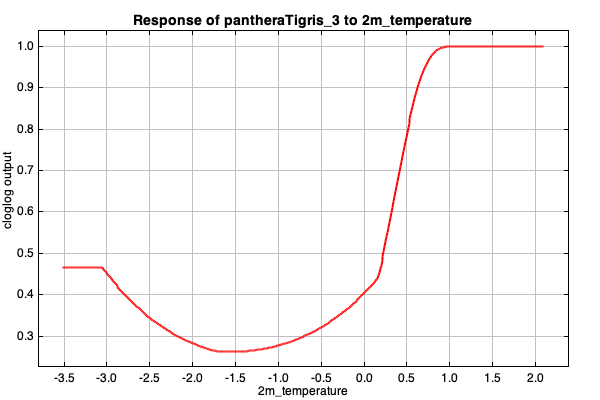 Response of pantheraTigris_3 to 2m_temperature
cloglog output
1.0
0.9
0.8
0.7
0.6
0.5
0.4
0.3
-3.5 -3.0 -2.5 -2.0 -1.5 -1.0 -0.5 0.0 0.5 1.0 1.5 2.0
2m_temperature